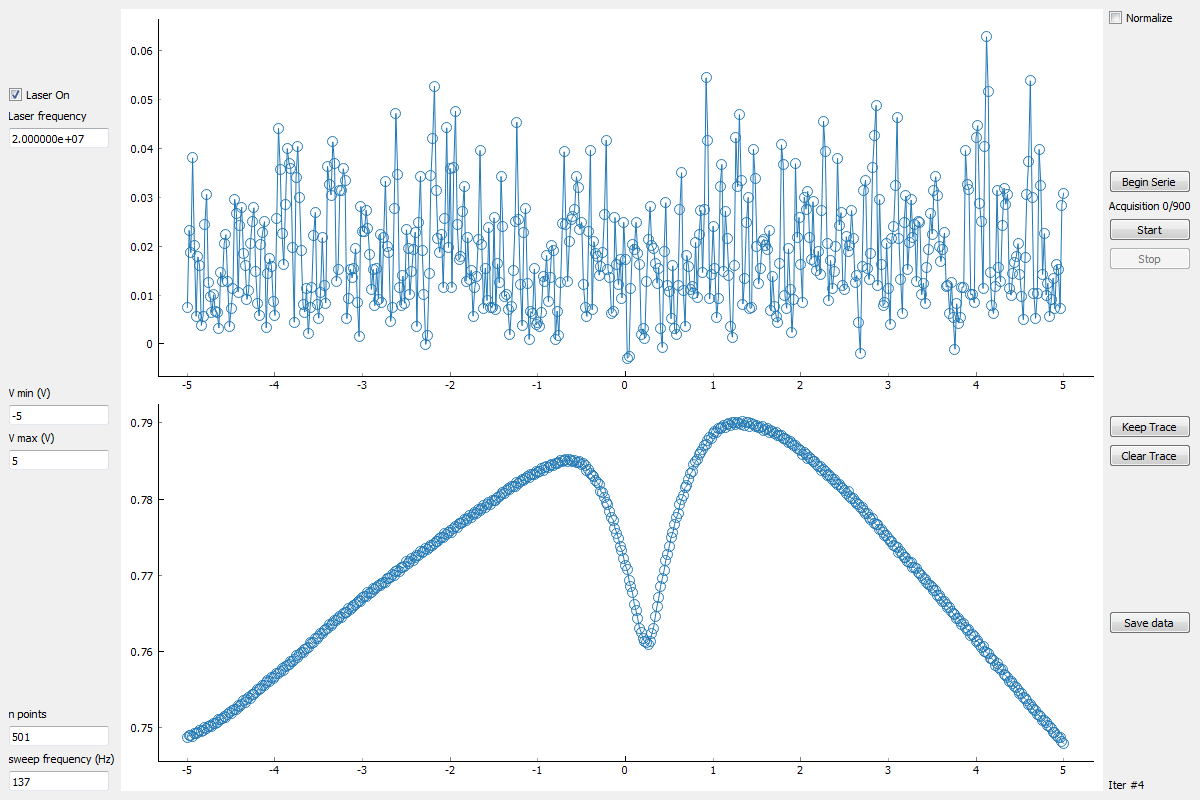 Normalize
Laser On
Laser frequency
2.000000e+07
Begin Serie
Acquisition 0/900
Start
Stop
V min (V)
-5
V max (V)
5
Keep Trace
Clear Trace
Save data
n points
501
sweep frequency (Hz)
137
Iter #4
0.06
0.05
0.04
0.03
0.02
0.01
0
-5 -4 -3 -2 -1 0 1 2 3 4 5
0.79
0.78
0.77
0.76
0.75
-5 -4 -3 -2 -1 0 1 2 3 4 5